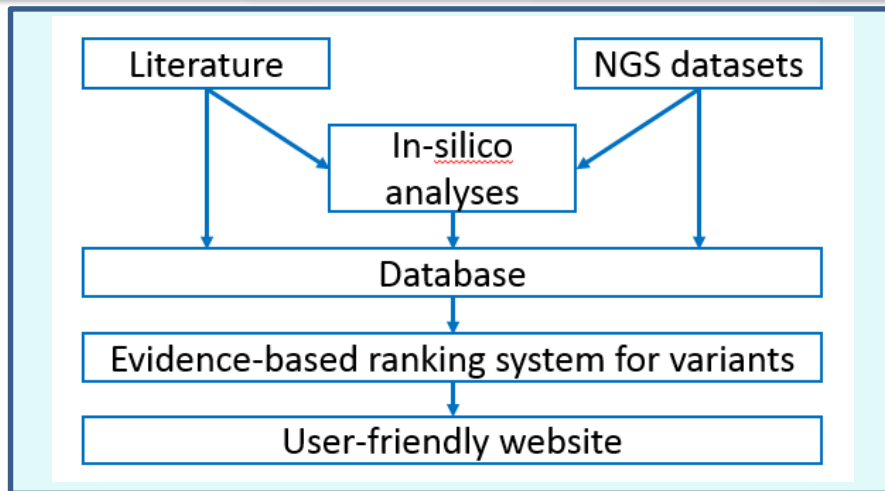 Literature
NGS datasets
In-silico
analyses
Database
Evidence-based ranking system for variants
User-friendly website